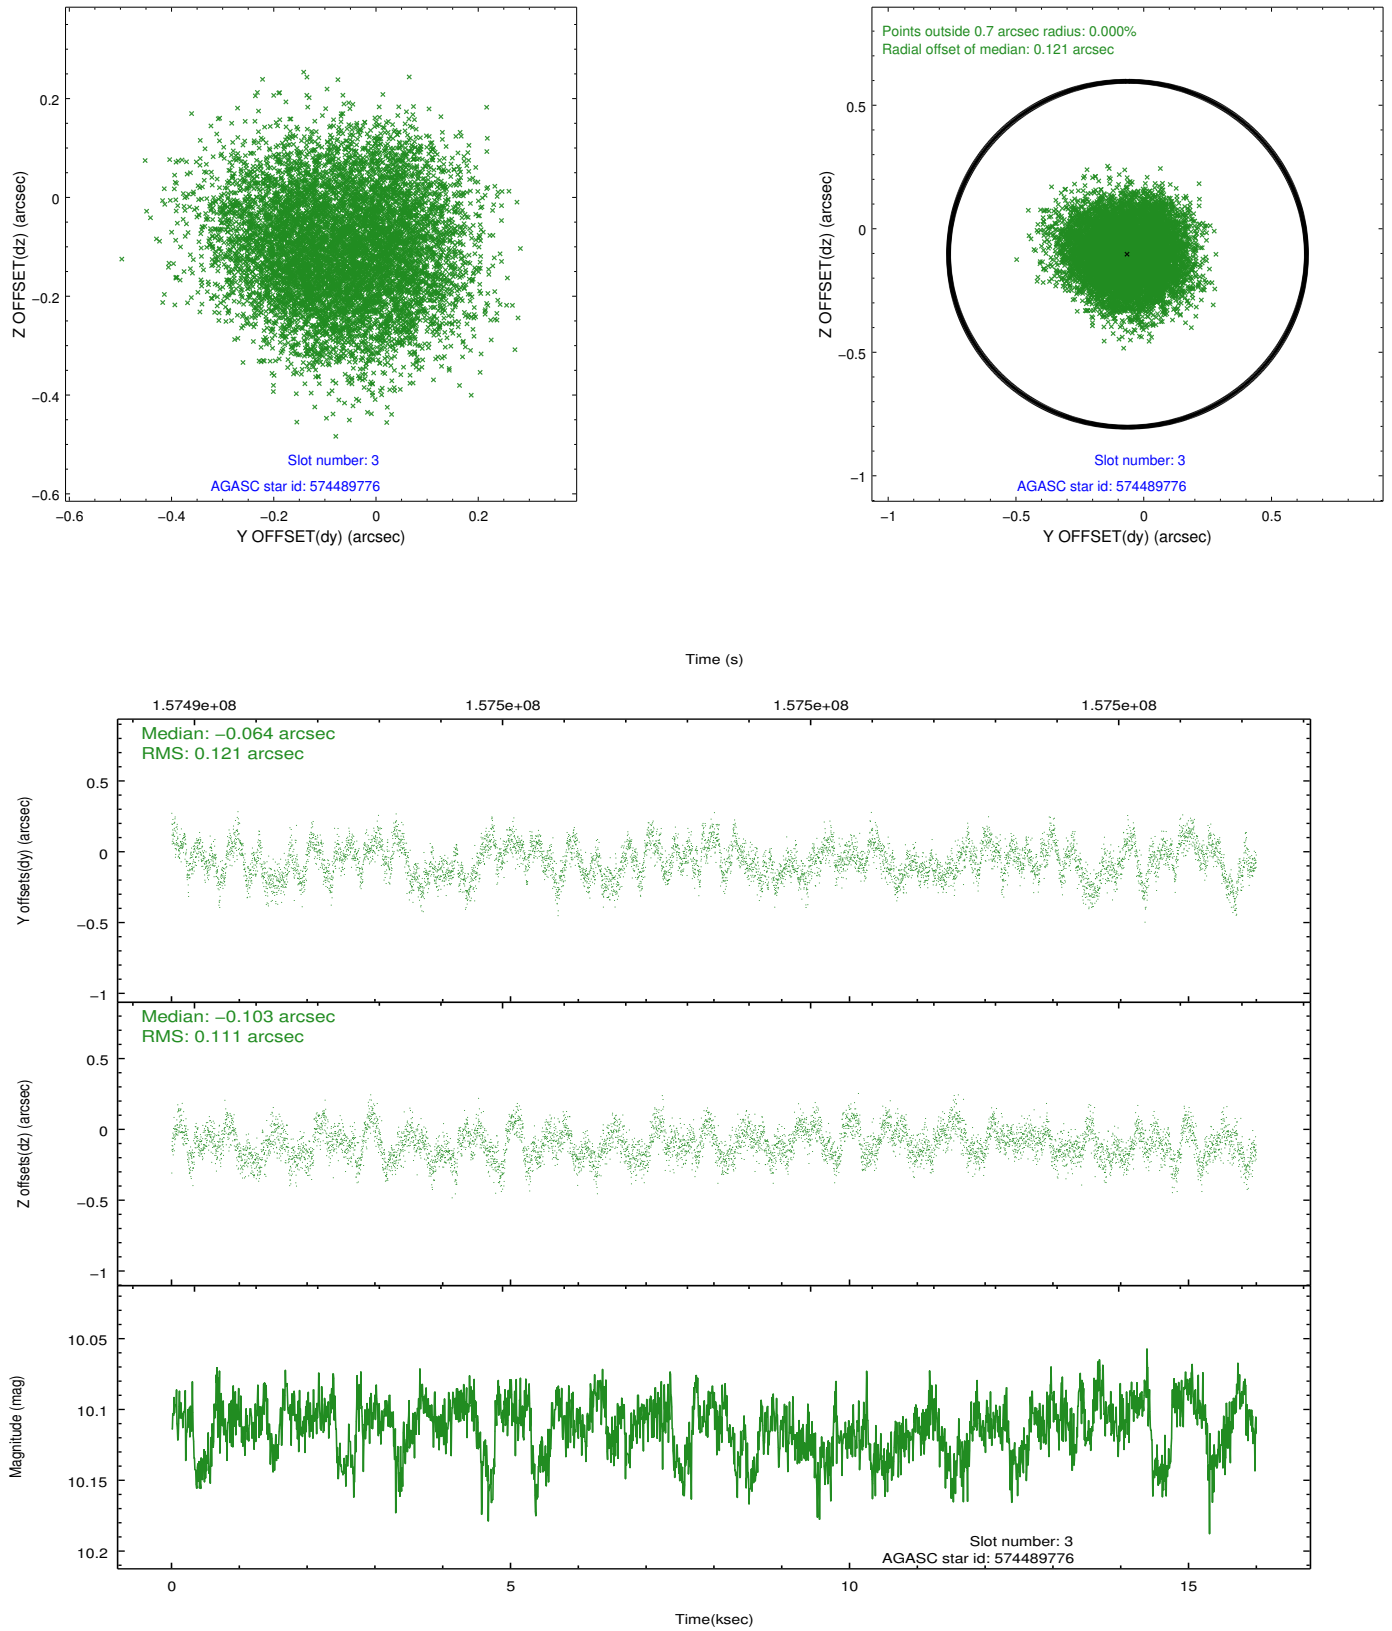 0.2
0
−0.2
−0.4
−0.6
Z OFFSET(dz) (arcsec)
Slot number: 3
AGASC star id: 574489776
−0.6
−0.4
−0.2
0
0.2
Y OFFSET(dy) (arcsec)
Points outside 0.7 arcsec radius: 0.000%
Radial offset of median: 0.121 arcsec
0.5
0
−0.5
−1
Z OFFSET(dz) (arcsec)
Slot number: 3
AGASC star id: 574489776
−1
−0.5
0
0.5
Y OFFSET(dy) (arcsec)
Time (s)
1.5749e+08
1.575e+08
1.575e+08
1.575e+08
Median: −0.064 arcsec
RMS: 0.121 arcsec
0.5
0
−0.5
−1
Y offsets(dy) (arcsec)
Median: −0.103 arcsec
RMS: 0.111 arcsec
0.5
0
−0.5
−1
Z offsets(dz) (arcsec)
10.05
10.1
10.15
10.2
Magnitude (mag)
Slot number: 3
AGASC star id: 574489776
0
5
10
15
Time(ksec)